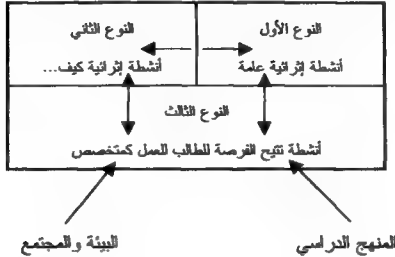 النوع الأول
النوع الثاني
أنشطة إثرائية عامة
أنشطة إثرائية كيف...
النوع الثالث
أنشطة تتيح الفرصة للطالب للعمل كمتخصص
المنهج الدراسي
البيئة والمجتمع